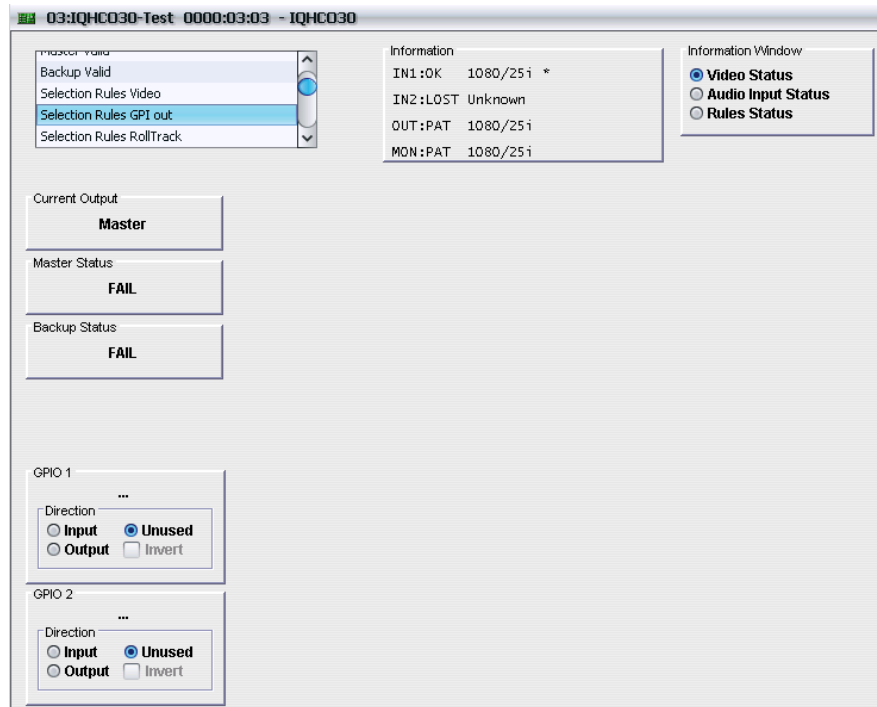 03:IQHCO30-Test 0000:03:03 - IQHCO30
Master Valid
Backup Valid
Selection Rules Video
Selection Rules GPI out
Selection Rules RollTrack
Information
IN1:OK 1080/25i *
IN2:LOST Unknown
OUT:PAT 1080/25i
MON:PAT 1080/25i
Information Window
Video Status
Audio Input Status
Rules Status
Current Output
Master
Master Status
FAIL
Backup Status
FAIL
GPIO 1
...
Direction
Input Unused
Output Invert
GPIO 2
...
Direction
Input Unused
Output Invert